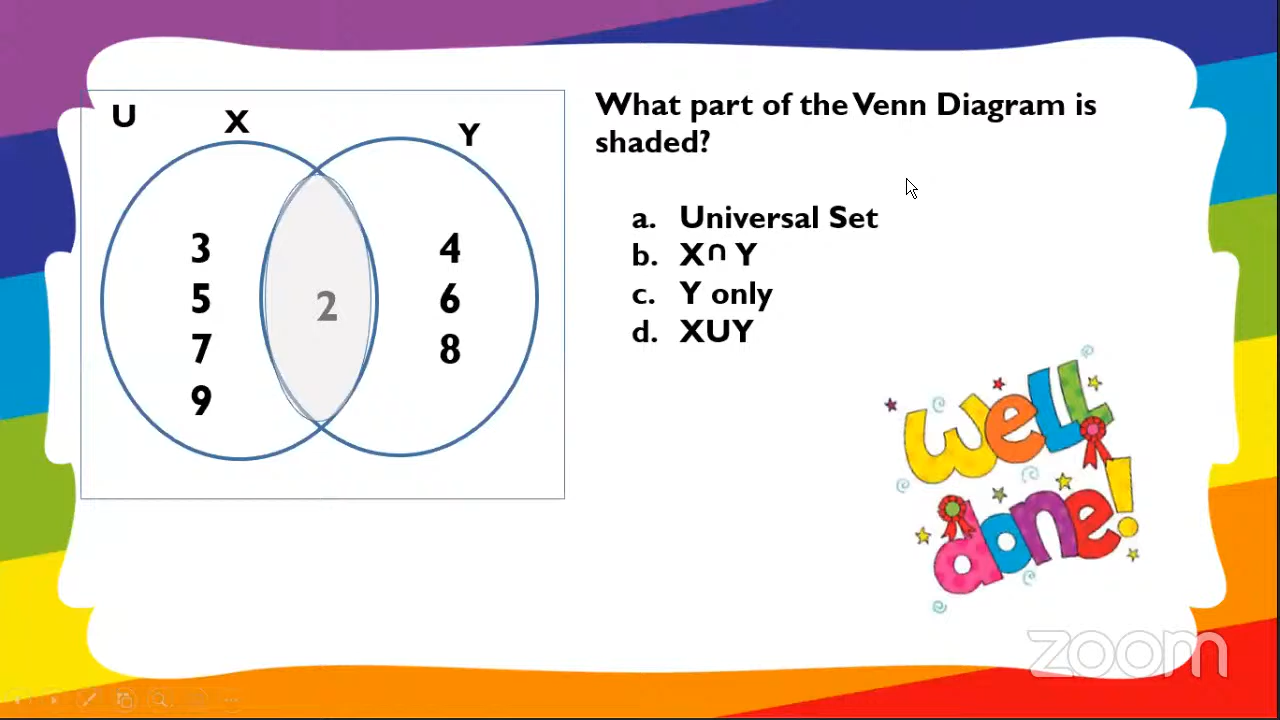 U
X
Y
3
5
7
9
2
4
6
8
What part of the Venn Diagram is
shaded?
a. Universal Set
b. X∩ Y
c. Y only
d. XUY
well
done!
zoom